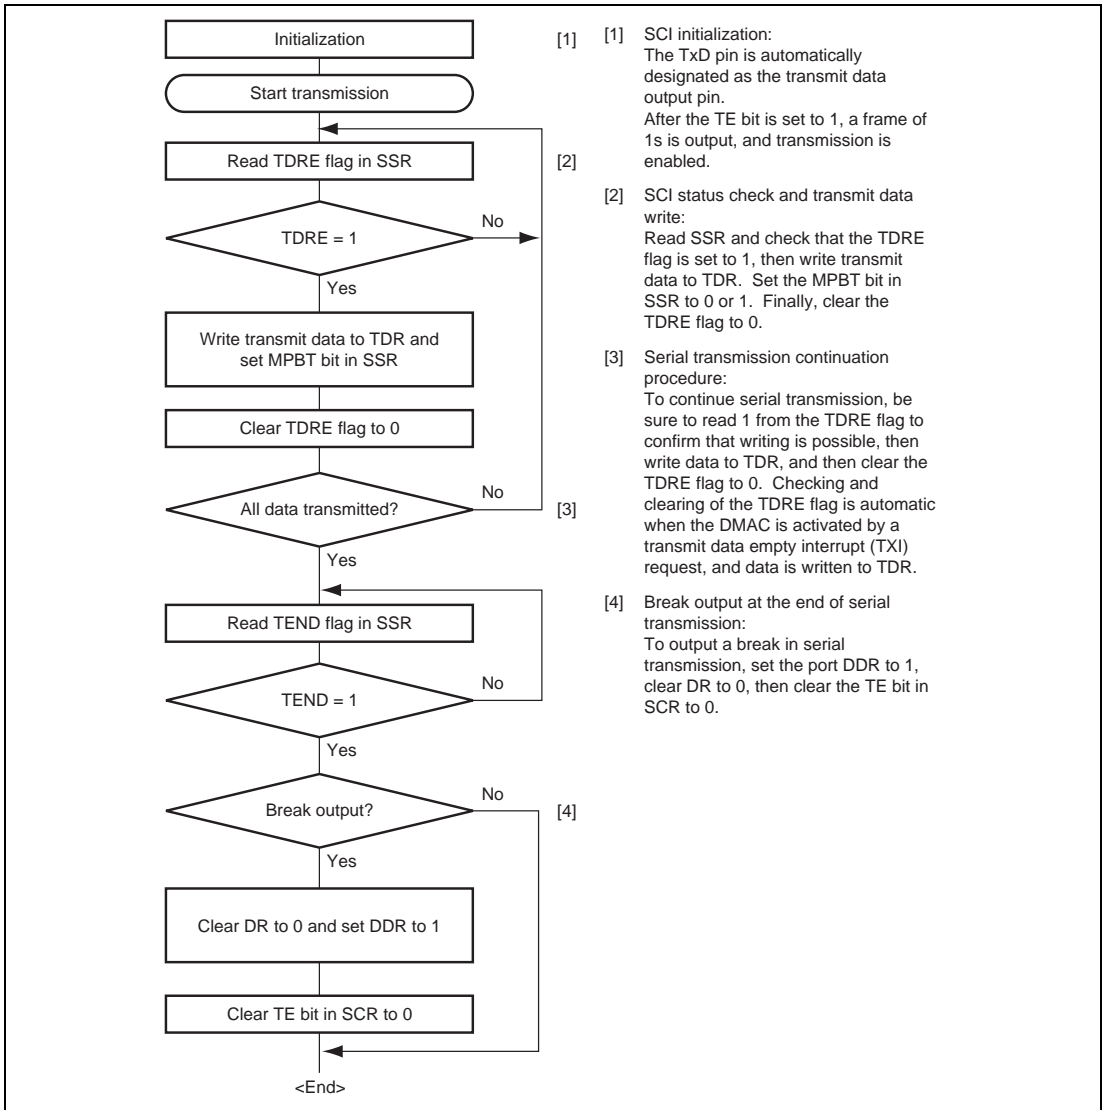 Initialization
[1]
Start transmission
Read TDRE flag in SSR
[2]
TDRE = 1
No
Yes
Write transmit data to TDR and
set MPBT bit in SSR
Clear TDRE flag to 0
All data transmitted?
No
[3]
Yes
Read TEND flag in SSR
TEND = 1
No
Yes
Break output?
No
[4]
Yes
Clear DR to 0 and set DDR to 1
Clear TE bit in SCR to 0
<End>
[1] SCI initialization:
The TxD pin is automatically
designated as the transmit data
output pin.
After the TE bit is set to 1, a frame of
1s is output, and transmission is
enabled.
[2] SCI status check and transmit data
write:
Read SSR and check that the TDRE
flag is set to 1, then write transmit
data to TDR. Set the MPBT bit in
SSR to 0 or 1. Finally, clear the
TDRE flag to 0.
[3] Serial transmission continuation
procedure:
To continue serial transmission, be
sure to read 1 from the TDRE flag to
confirm that writing is possible, then
write data to TDR, and then clear the
TDRE flag to 0. Checking and
clearing of the TDRE flag is automatic
when the DMAC is activated by a
transmit data empty interrupt (TXI)
request, and data is written to TDR.
[4] Break output at the end of serial
transmission:
To output a break in serial
transmission, set the port DDR to 1,
clear DR to 0, then clear the TE bit in
SCR to 0.